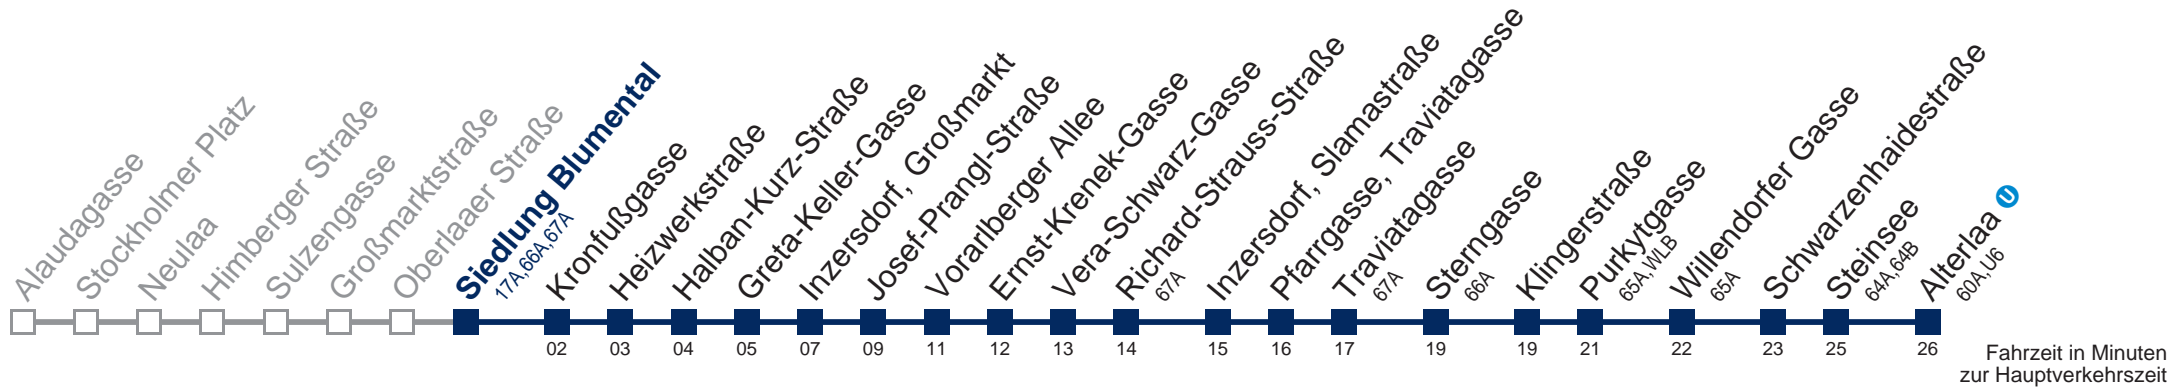 Alaudagasse
Stockholmer Platz
Neulaa
Himberger Straße
Sulzengasse
Großmarktstraße
Oberlaaer Straße
Siedlung Blumental
17A,66A,67A
Kronfußgasse
02
Heizwerkstraße
03
Halban-Kurz-Straße
04
Greta-Keller-Gasse
05
Inzersdorf, Großmarkt
07
Josef-Prangl-Straße
09
Vorarlberger Allee
11
Ernst-Krenek-Gasse
12
Vera-Schwarz-Gasse
13
Richard-Strauss-Straße
67A
14
Inzersdorf, Slamastraße
15
Pfarrgasse, Traviatagasse
16
Traviatagasse
67A
17
Sterngasse
66A
19
Klingerstraße
19
Purkytgasse
65A,WLB
21
Willendorfer Gasse
65A
22
Schwarzenhaidestraße
23
Steinsee
64A,64B
25
Alterlaa U
60A,U6
26
Fahrzeit in Minuten
zur Hauptverkehrszeit